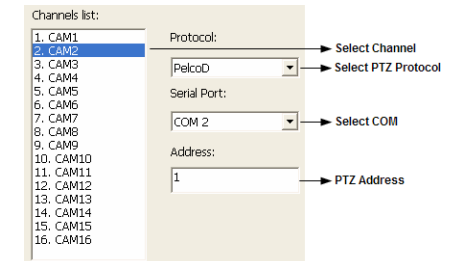 Channels list:
1. CAM1
2. CAM2
3. CAM3
4. CAM4
5. CAM5
6. CAM6
7. CAM7
8. CAM8
9. CAM9
10. CAM10
11. CAM11
12. CAM12
13. CAM13
14. CAM14
15. CAM15
16. CAM16
Protocol:
PelcoD
Serial Port:
COM 2
Address:
1
Select Channel
Select PTZ Protocol
Select COM
PTZ Address